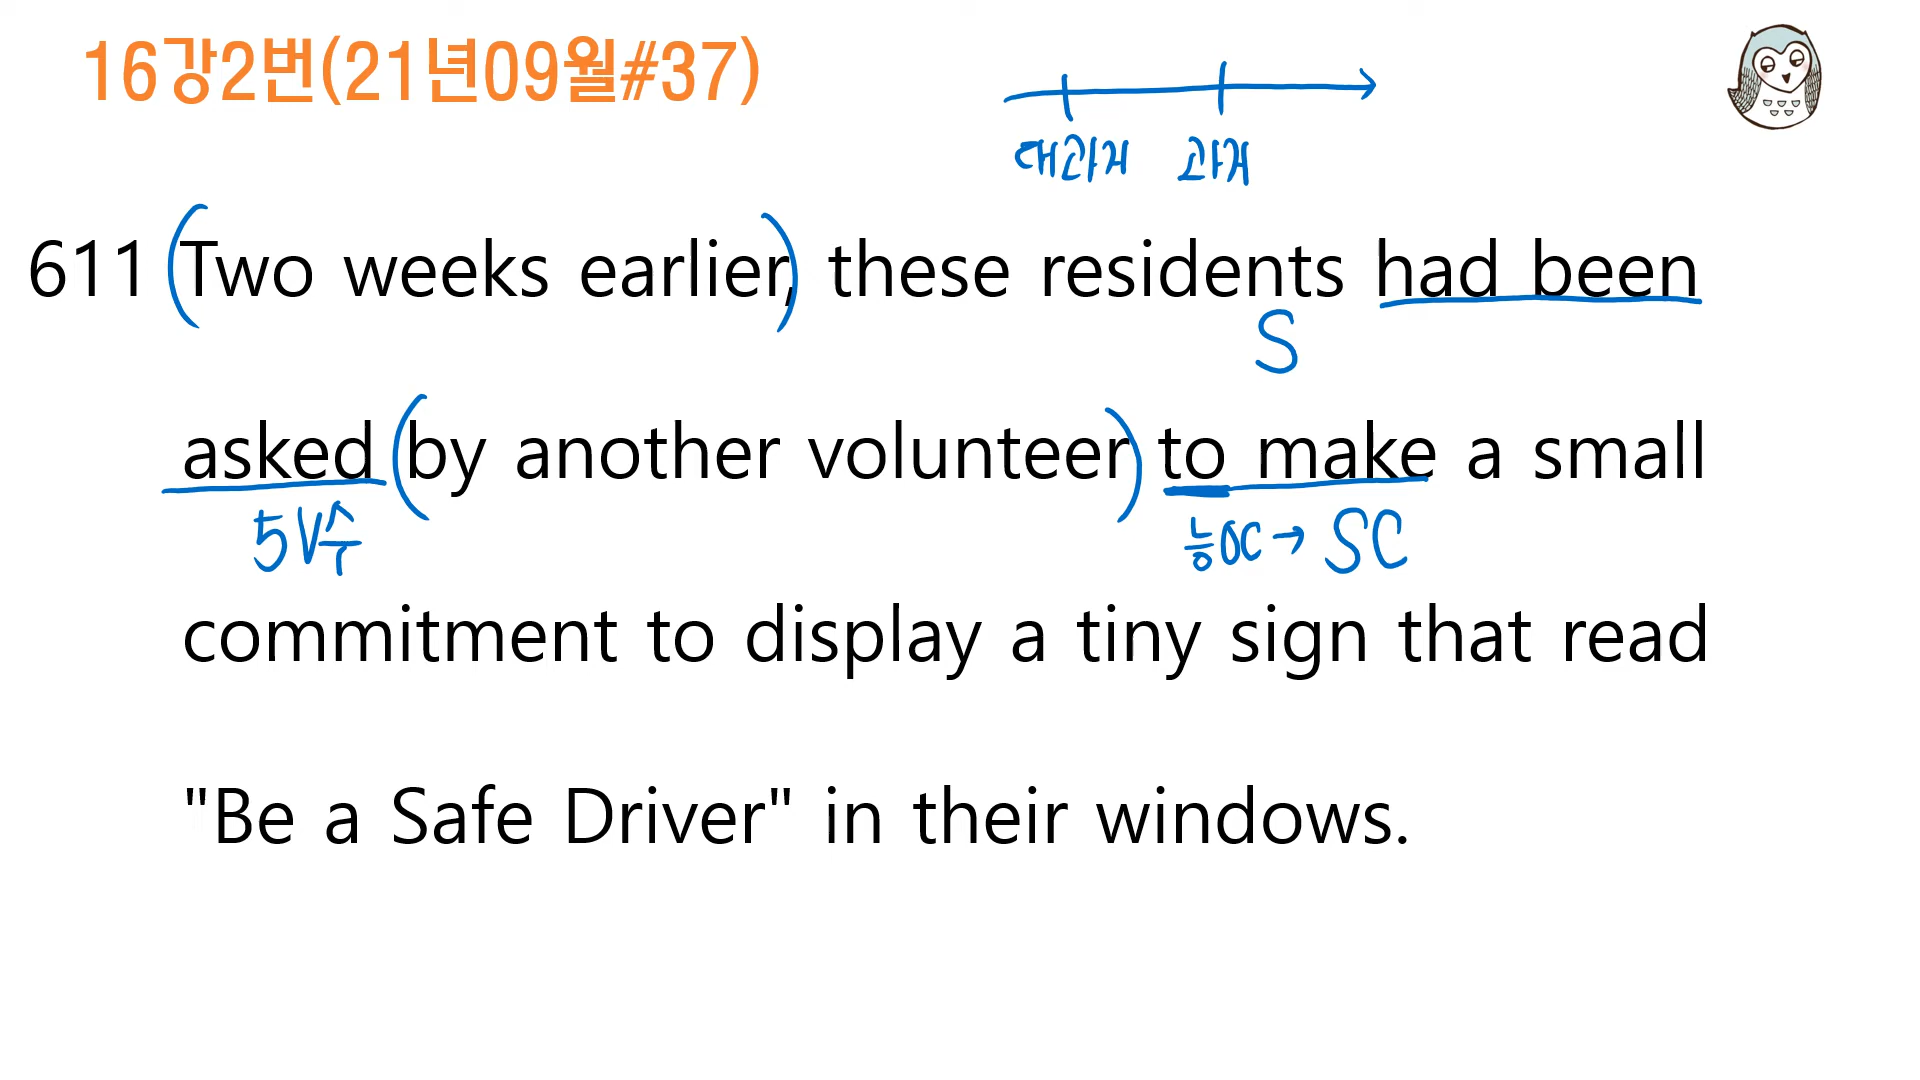 16강2번(21년09월#37)
대과거 과거
611 (Two weeks earlier,) these residents had been
S
asked (by another volunteer) to make a small
5V수 능OC→ SC
commitment to display a tiny sign that read
"Be a Safe Driver" in their windows.